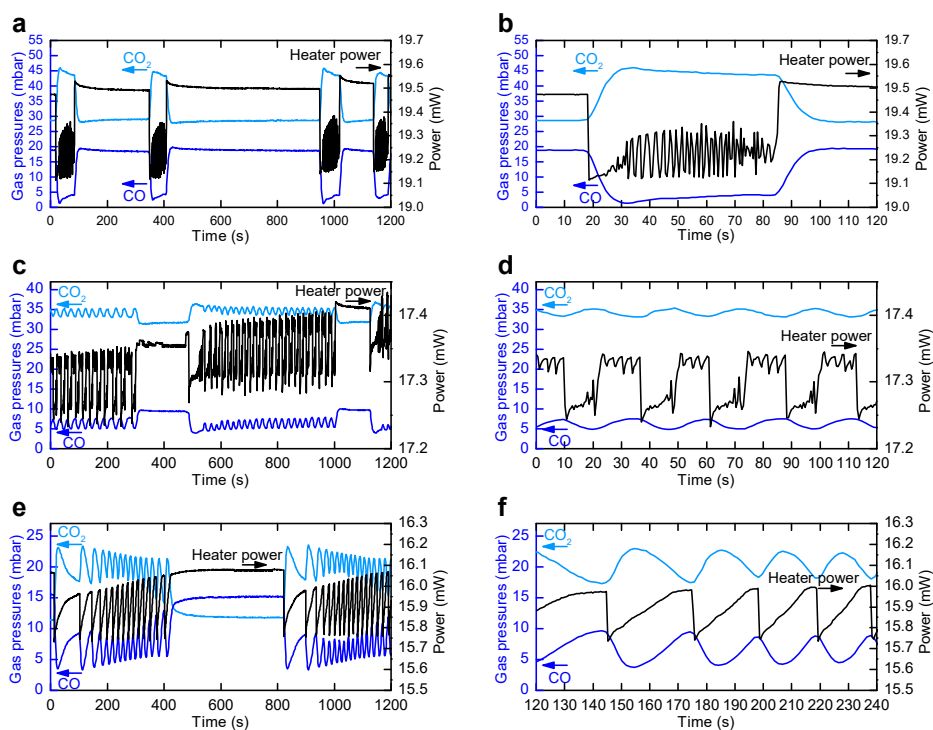 a
Gas pressures (mbar)
55
50
45
40
35
30
25
20
15
10
5
0
CO2
Heater power
CO
19.7
19.6
19.5
19.4
19.3
19.2
19.1
19.0
Power (mW)
0 200 400 600 800 1000 1200
Time (s)
b
Gas pressures (mbar)
55
50
45
40
35
30
25
20
15
10
5
0
CO2
Heater power
CO
19.7
19.6
19.5
19.4
19.3
19.2
19.1
19.0
Power (mW)
0 10 20 30 40 50 60 70 80 90 100 110 120
Time (s)
c
Gas pressures (mbar)
40
35
30
25
20
15
10
5
0
CO2
Heater power
CO
17.4
17.3
17.2
Power (mW)
0 200 400 600 800 1000 1200
Time (s)
d
Gas pressures (mbar)
40
35
30
25
20
15
10
5
0
CO2
Heater power
CO
17.4
17.3
17.2
Power (mW)
0 10 20 30 40 50 60 70 80 90 100 110 120
Time (s)
e
Gas pressures (mbar)
25
20
15
10
5
0
CO2
Heater power
CO
16.3
16.2
16.1
16.0
15.9
15.8
15.7
15.6
15.5
Power (mW)
0 200 400 600 800 1000 1200
Time (s)
f
Gas pressures (mbar)
25
20
15
10
5
0
CO2
Heater power
CO
16.3
16.2
16.1
16.0
15.9
15.8
15.7
15.6
15.5
Power (mW)
120 130 140 150 160 170 180 190 200 210 220 230 240
Time (s)